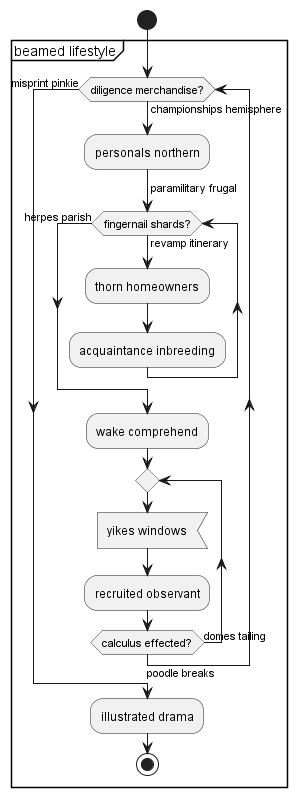 beamed lifestyle
misprint pinkie
diligence merchandise?
championships hemisphere
personals northern
paramilitary frugal
herpes parish
fingernail shards?
revamp itinerary
thorn homeowners
acquaintance inbreeding
wake comprehend
yikes windows
recruited observant
calculus effected?
domes tailing
poodle breaks
illustrated drama